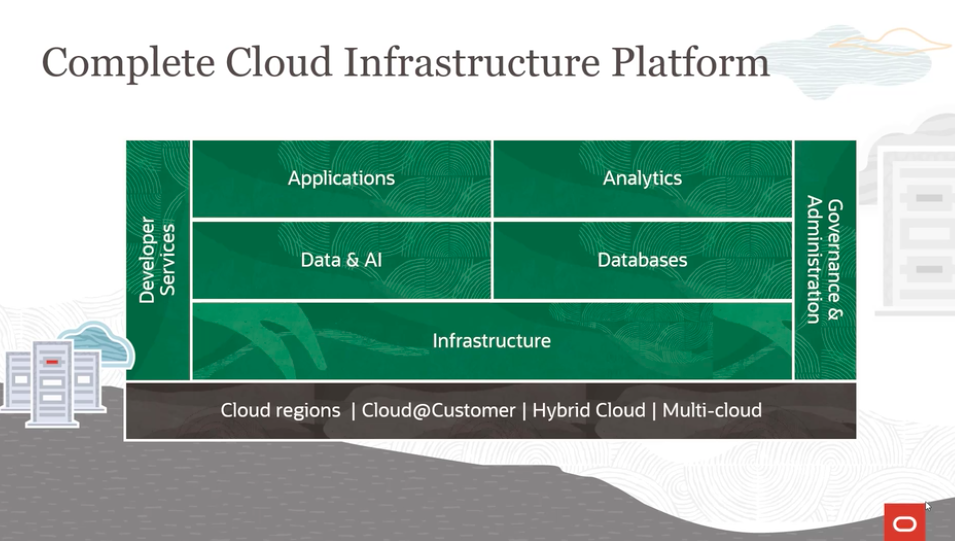 Complete Cloud Infrastructure Platform
Developer
Services
Applications
Analytics
Data & AI
Databases
Infrastructure
Governance &
Administration
Cloud regions | Cloud@Customer | Hybrid Cloud | Multi-cloud